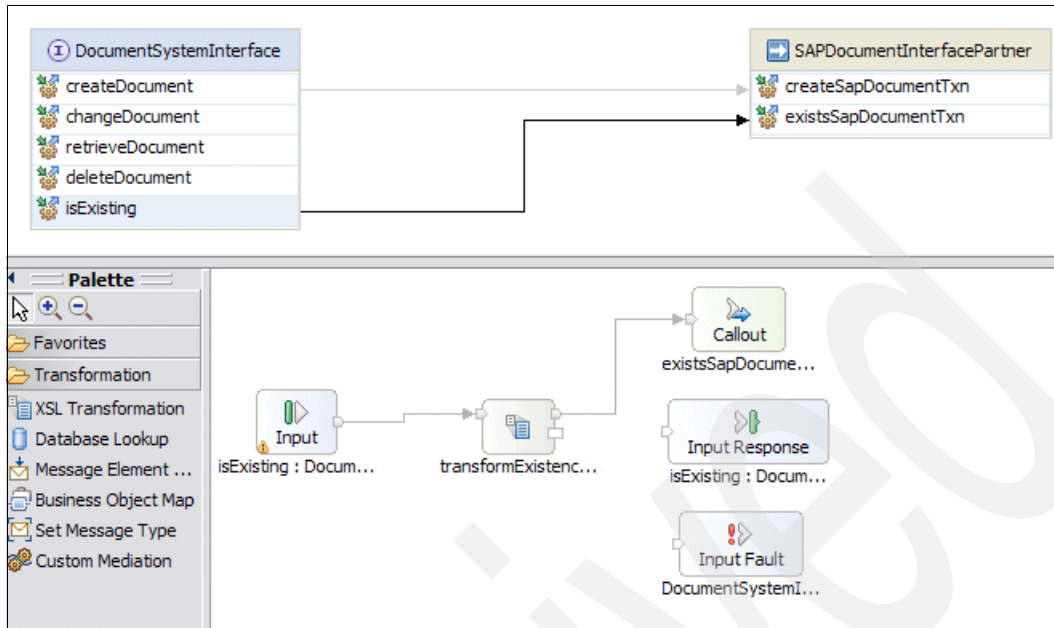 DocumentSystemInterface
createDocument
changeDocument
retrieveDocument
deleteDocument
isExisting
SAPDocumentInterfacePartner
createSapDocumentTxn
existsSapDocumentTxn
Palette
Favorites
Transformation
XSL Transformation
Database Lookup
Message Element ...
Business Object Map
Set Message Type
Custom Mediation
Input
isExisting : Docum...
transformExistenc...
Callout
existsSapDocume...
Input Response
isExisting : Docum...
Input Fault
DocumentSystemI...